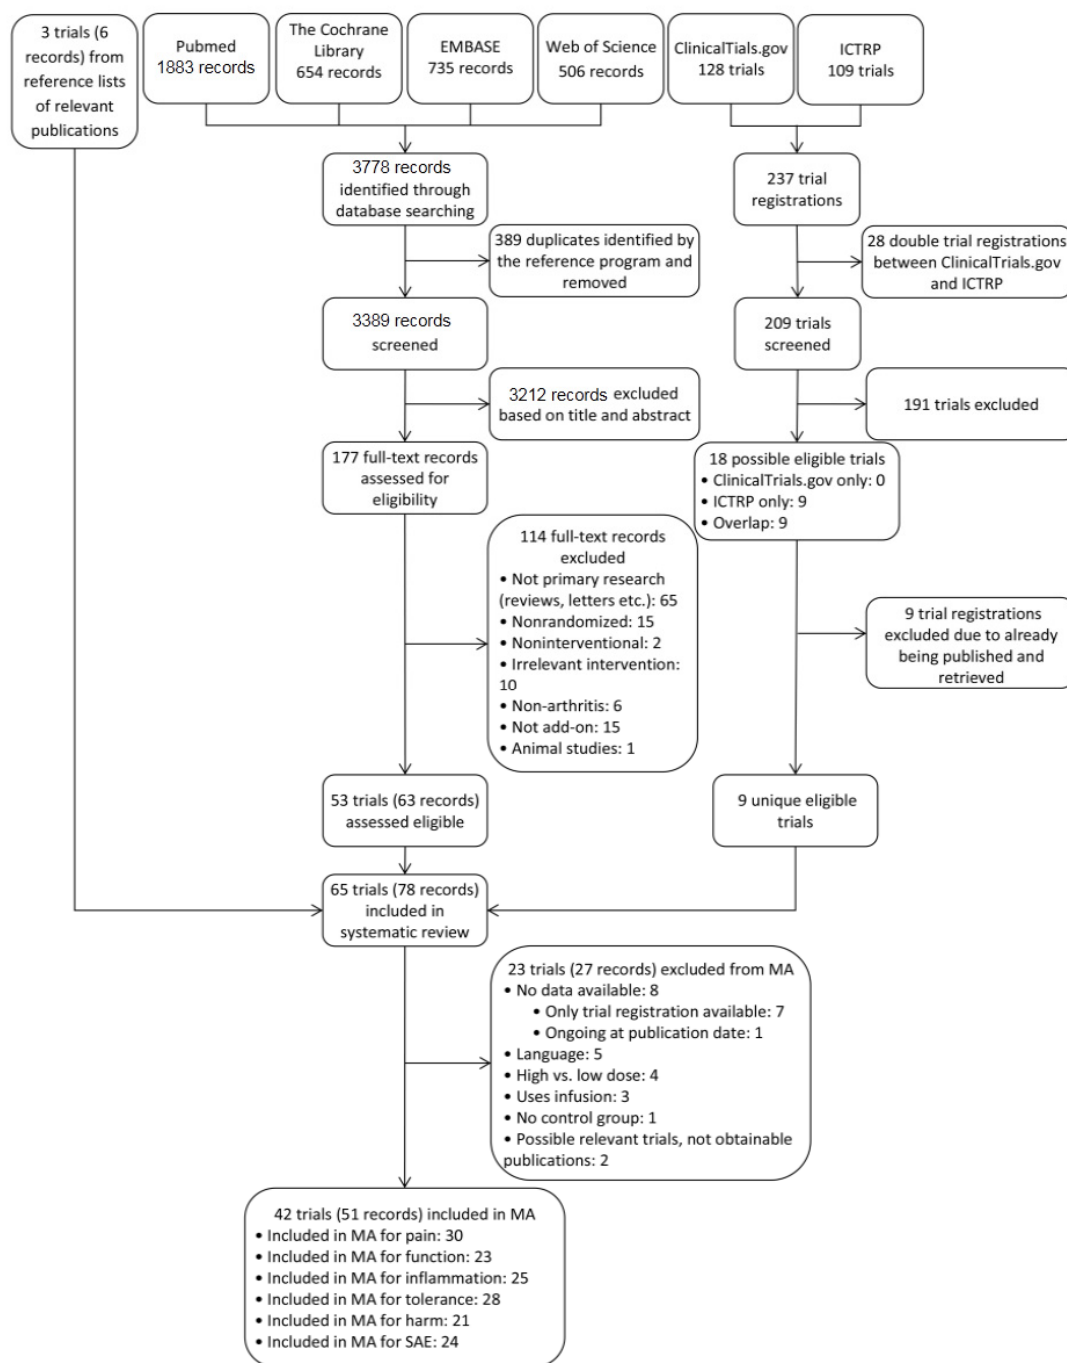 3 trials (6
records) from
reference lists
of relevant
publications
Pubmed
1883 records
The Cochrane
Library
654 records
EMBASE
735 records
Web of Science
506 records
ClinicalTials.gov
128 trials
ICTRP
109 trials
3778 records
identified through
database searching
237 trial
registrations
389 duplicates identified by
the reference program and
removed
28 double trial registrations
between ClinicalTrials.gov
and ICTRP
3389 records
screened
209 trials
screened
3212 records excluded
based on title and abstract
191 trials excluded
177 full-text records
assessed for
eligibility
18 possible eligible trials
• ClinicalTrials.gov only: 0
• ICTRP only: 9
• Overlap: 9
114 full-text records
excluded
• Not primary research
(reviews, letters etc.): 65
• Nonrandomized: 15
• Noninterventional: 2
• Irrelevant intervention:
10
• Non-arthritis: 6
• Not add-on: 15
• Animal studies: 1
9 trial registrations
excluded due to already
being published and
retrieved
53 trials (63 records)
assessed eligible
9 unique eligible
trials
65 trials (78 records)
included in
systematic review
23 trials (27 records) excluded from MA
• No data available: 8
• Only trial registration available: 7
• Ongoing at publication date: 1
• Language: 5
• High vs. low dose: 4
• Uses infusion: 3
• No control group: 1
• Possible relevant trials, not obtainable
publications: 2
42 trials (51 records) included in MA
• Included in MA for pain: 30
• Included in MA for function: 23
• Included in MA for inflammation: 25
• Included in MA for tolerance: 28
• Included in MA for harm: 21
• Included in MA for SAE: 24